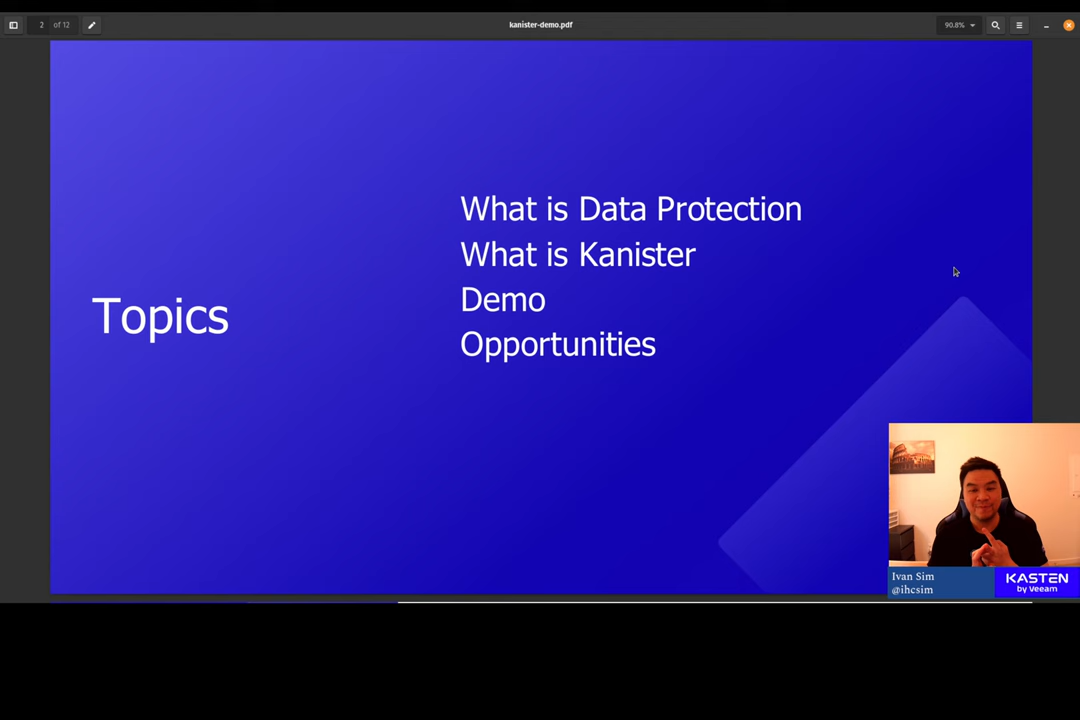 2 of 12
kanister-demo.pdf
90.8%
Topics
What is Data Protection
What is Kanister
Demo
Opportunities
Ivan Sim
@ihcsim
KASTEN
by Veeam